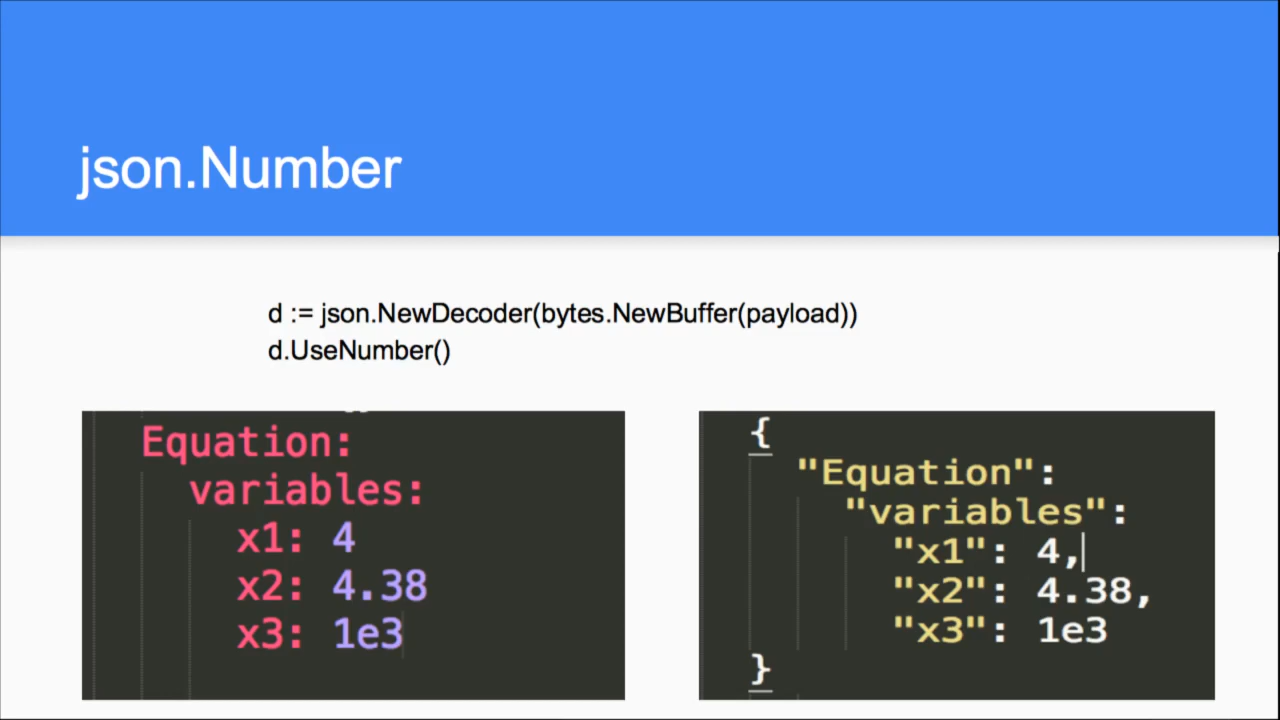 json.Number
d := json.NewDecoder(bytes.NewBuffer(payload))
d.UseNumber()
Equation:
variables:
x1: 4
x2: 4.38
x3: 1e3
{
"Equation":
"variables":
"x1": 4,
"x2": 4.38,
"x3": 1e3
}